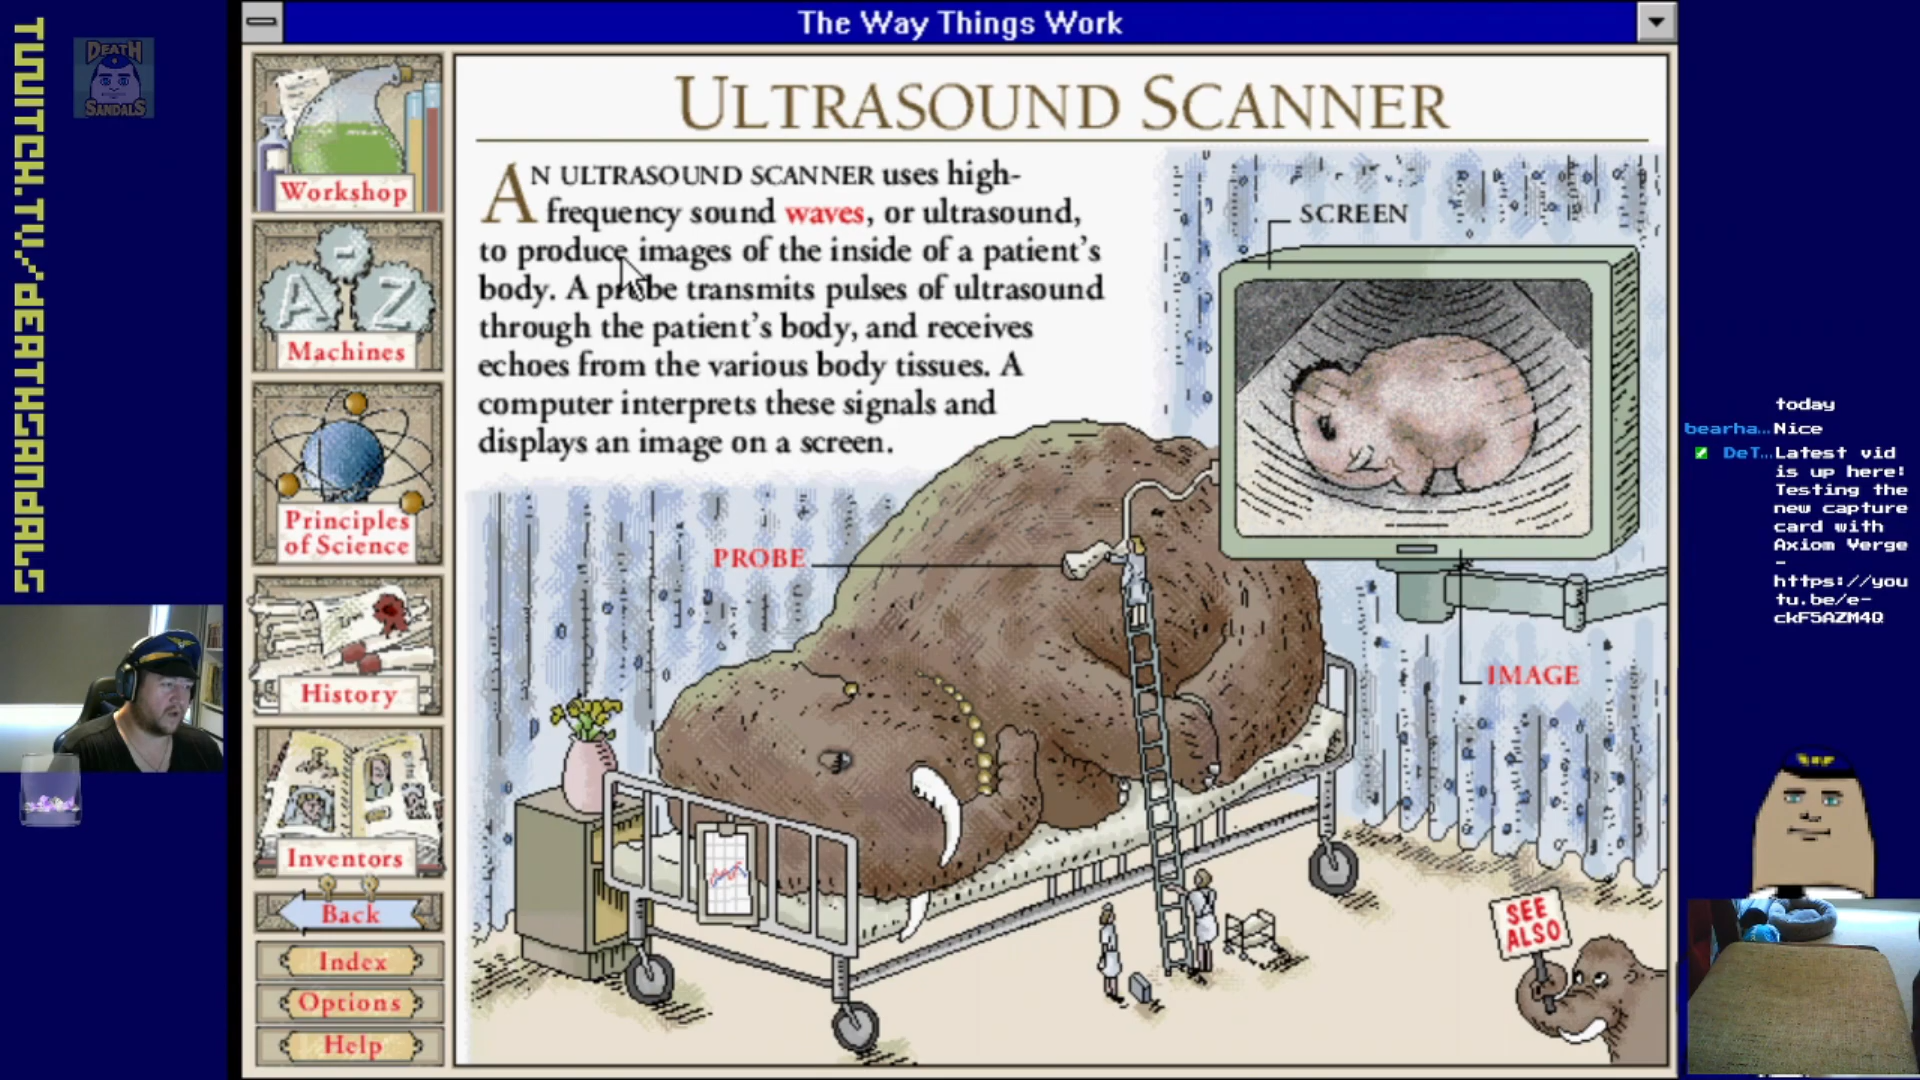 TWITCH.TV/DEATHSANDALS
DEATH
SANDALS
The Way Things Work
Workshop
A-Z
Machines
Principles
of Science
History
Inventors
Back
Index
Options
Help
ULTRASOUND SCANNER
AN ULTRASOUND SCANNER uses high-
frequency sound waves, or ultrasound,
to produce images of the inside of a patient's
body. A probe transmits pulses of ultrasound
through the patient's body, and receives
echoes from the various body tissues. A
computer interprets these signals and
displays an image on a screen.
SCREEN
PROBE
IMAGE
SEE
ALSO
today
bearha...Nice
DeT...Latest vid
is up here:
Testing the
new capture
card with
Axiom Verge
-
https://you
tu.be/e-
ckF5AZM4Q